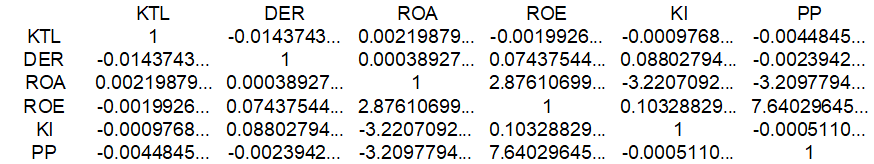 KTL DER ROA ROE KI PP
KTL 1 -0.0143743... 0.00219879... -0.0019926... -0.0009768... -0.0044845...
DER -0.0143743... 1 0.00038927... 0.07437544... 0.08802794... -0.0023942...
ROA 0.00219879... 0.00038927... 1 2.87610699... -3.2207092... -3.2097794...
ROE -0.0019926... 0.07437544... 2.87610699... 1 0.10328829... 7.64029645...
KI -0.0009768... 0.08802794... -3.2207092... 0.10328829... 1 -0.0005110...
PP -0.0044845... -0.0023942... -3.2097794... 7.64029645... -0.0005110... 1